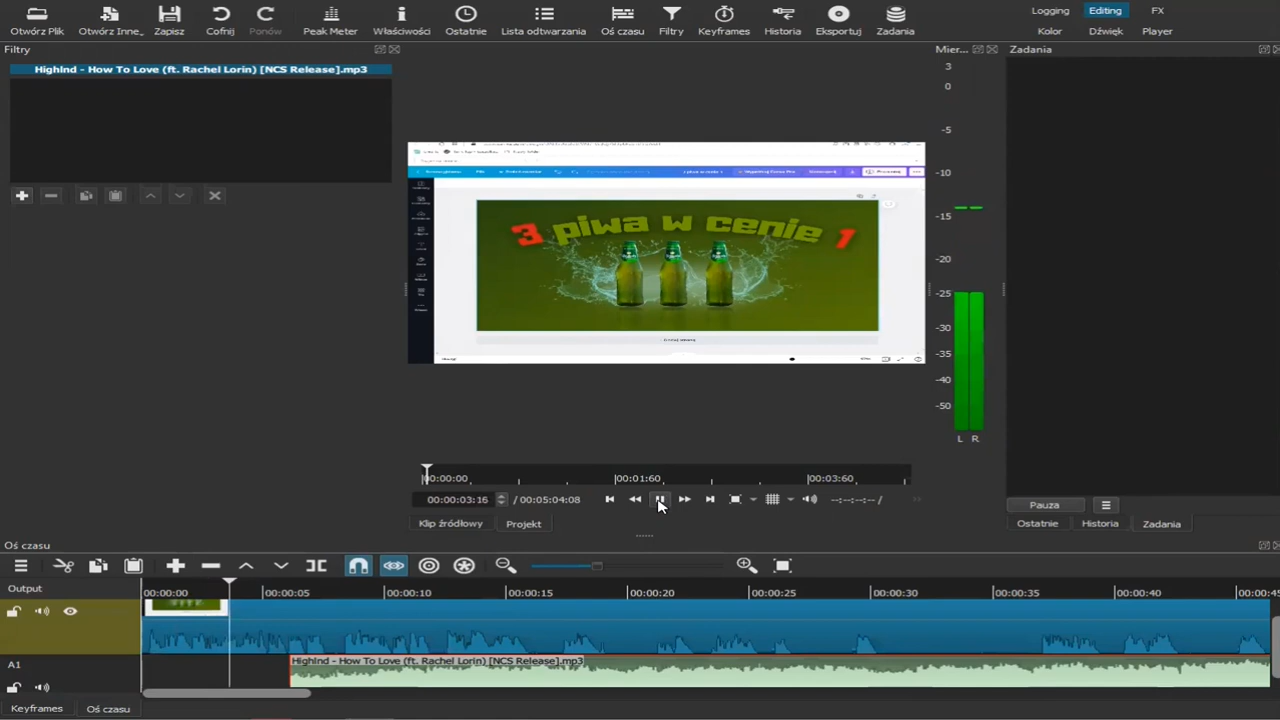 Otwórz Plik
Otwórz Inne_
Zapisz
Cofnij
Ponów
Peak Meter
Właściwości
Ostatnie
Lista odtwarzania
Oś czasu
Filtry
Keyframes
Historia
Eksportuj
Zadania
Logging
Editing
FX
Kolor
Dźwięk
Player
Filtry
Mier...
Zadania
HighInd - How To Love (ft. Rachel Lorin) [NCS Release].mp3
3 piwa w cenie 1
3
0
-5
-10
-15
-20
-25
-30
-35
-40
-50
L R
00:00:00
00:01:60
00:03:60
00:00:03:16
/ 00:05:04:08
--:--:--:-- /
Klip źródłowy
Projekt
Pauza
Ostatnie
Historia
Zadania
Oś czasu
Output
00:00:00
00:00:05
00:00:10
00:00:15
00:00:20
00:00:25
00:00:30
00:00:35
00:00:40
00:00:45
HighInd - How To Love (ft. Rachel Lorin) [NCS Release].mp3
A1
Keyframes
Oś czasu